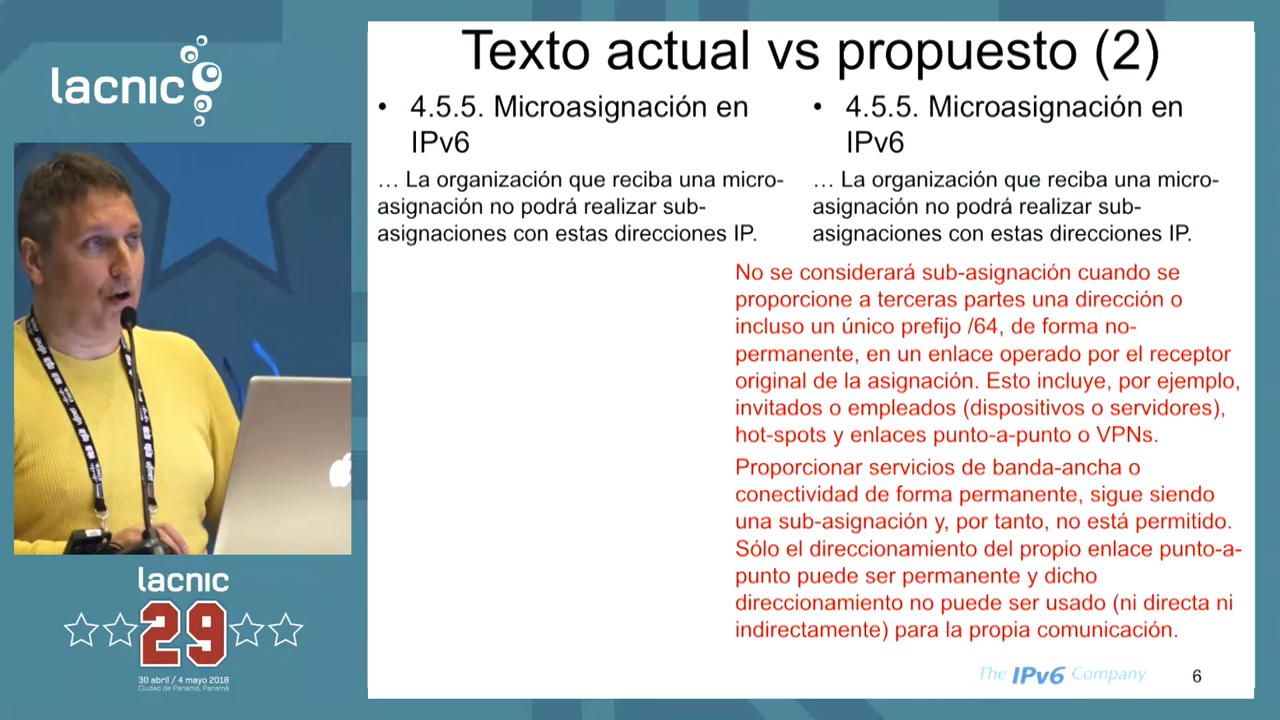 lacnic
Texto actual vs propuesto (2)
• 4.5.5. Microasignación en
IPv6
… La organización que reciba una micro-
asignación no podrá realizar sub-
asignaciones con estas direcciones IP.
• 4.5.5. Microasignación en
IPv6
… La organización que reciba una micro-
asignación no podrá realizar sub-
asignaciones con estas direcciones IP.
No se considerará sub-asignación cuando se
proporcione a terceras partes una dirección o
incluso un único prefijo /64, de forma no-
permanente, en un enlace operado por el receptor
original de la asignación. Esto incluye, por ejemplo,
invitados o empleados (dispositivos o servidores),
hot-spots y enlaces punto-a-punto o VPNs.
Proporcionar servicios de banda-ancha o
conectividad de forma permanente, sigue siendo
una sub-asignación y, por tanto, no está permitido.
Sólo el direccionamiento del propio enlace punto-a-
punto puede ser permanente y dicho
direccionamiento no puede ser usado (ni directa ni
indirectamente) para la propia comunicación.
The IPv6 Company
6
lacnic
29
30 abril / 4 mayo 2018
Ciudad de Panamá, Panamá